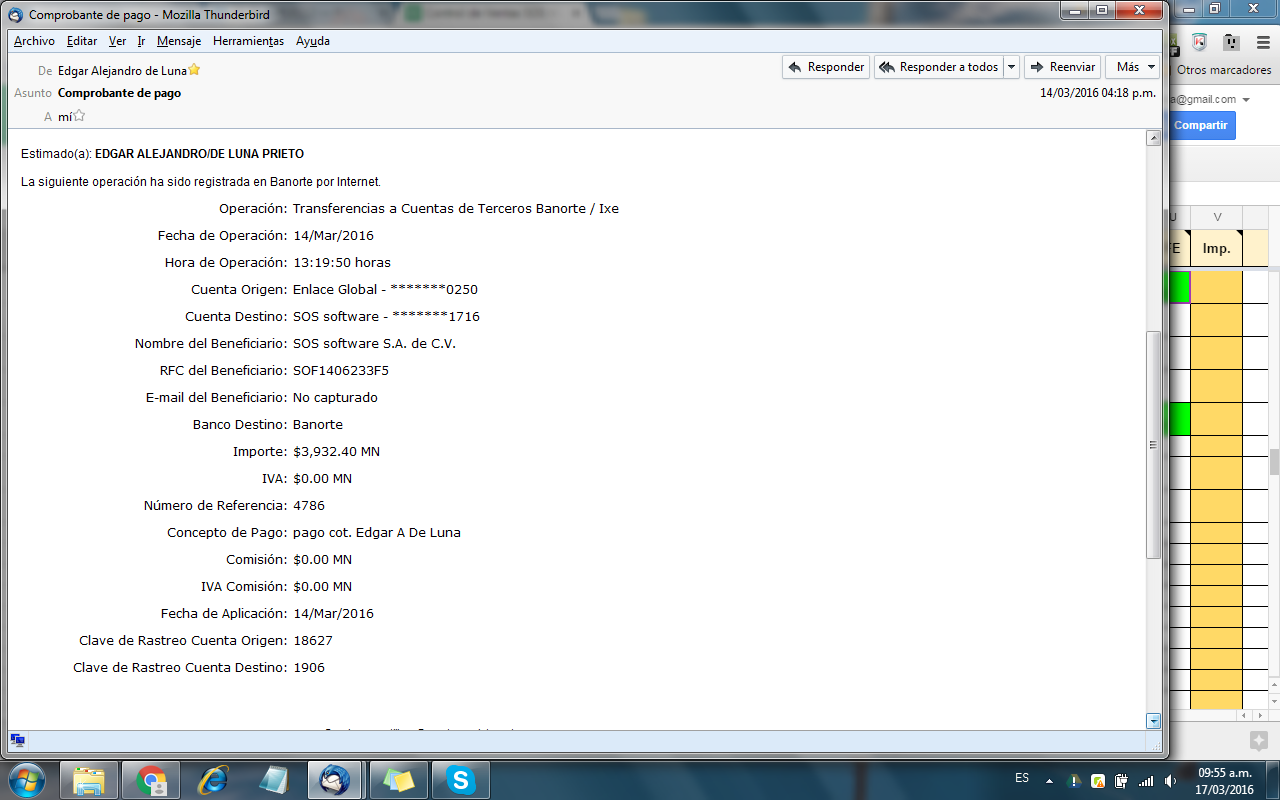 Comprobante de pago - Mozilla Thunderbird
Archivo Editar Ver Ir Mensaje Herramientas Ayuda
De Edgar Alejandro de Luna
Responder Responder a todos Reenviar Más
Asunto Comprobante de pago
14/03/2016 04:18 p.m.
A mí
Otros marcadores
a@gmail.com
Compartir
Estimado(a): EDGAR ALEJANDRO/DE LUNA PRIETO
La siguiente operación ha sido registrada en Banorte por Internet.
Operación: Transferencias a Cuentas de Terceros Banorte / Ixe
Fecha de Operación: 14/Mar/2016
Hora de Operación: 13:19:50 horas
Cuenta Origen: Enlace Global - *******0250
Cuenta Destino: SOS software - *******1716
Nombre del Beneficiario: SOS software S.A. de C.V.
RFC del Beneficiario: SOF1406233F5
E-mail del Beneficiario: No capturado
Banco Destino: Banorte
Importe: $3,932.40 MN
IVA: $0.00 MN
Número de Referencia: 4786
Concepto de Pago: pago cot. Edgar A De Luna
Comisión: $0.00 MN
IVA Comisión: $0.00 MN
Fecha de Aplicación: 14/Mar/2016
Clave de Rastreo Cuenta Origen: 18627
Clave de Rastreo Cuenta Destino: 1906
V
Imp.
ES
09:55 a.m.
17/03/2016